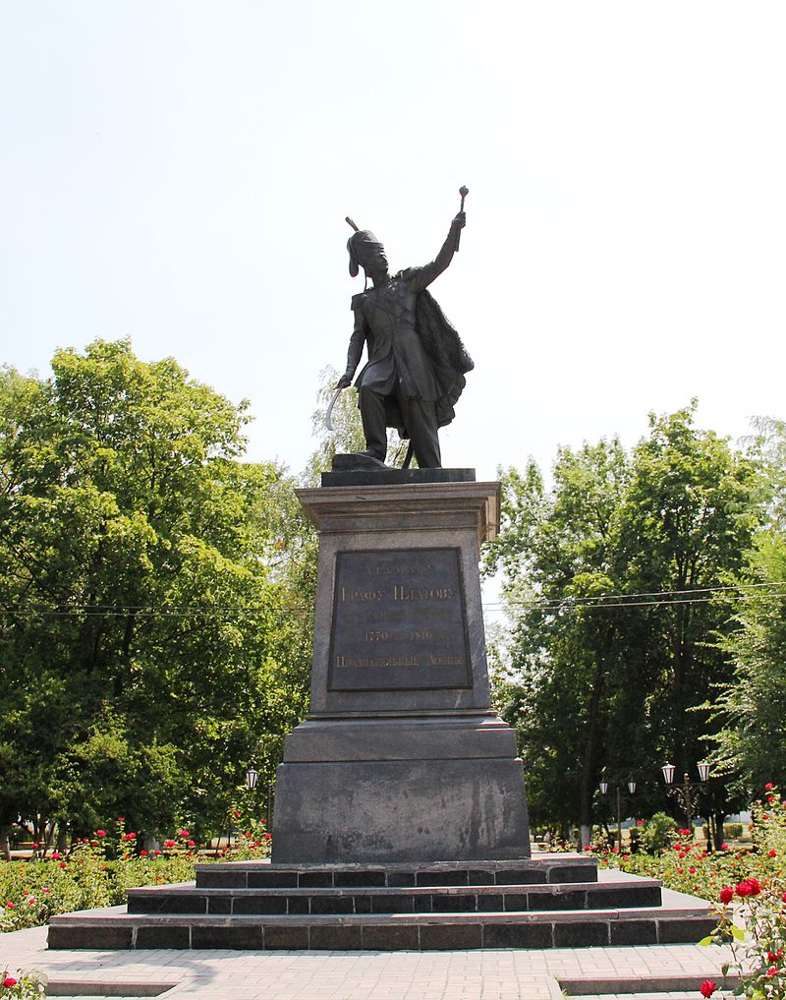 Атаману
Графу Платову
1770 1816
Признательные Донцы